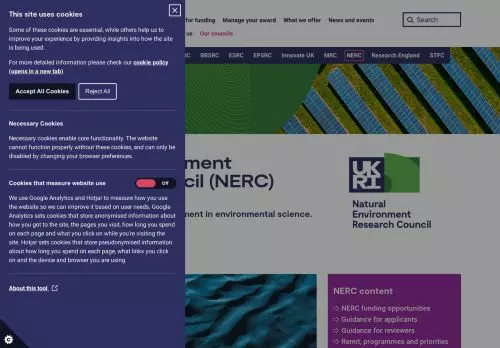 This site uses cookies
Some of these cookies are essential, while others help us to
improve your experience by providing insights into how the site
is being used.
For more detailed information please check our cookie policy
(opens in a new tab)
Accept All Cookies
Reject All
Necessary Cookies
Necessary cookies enable core functionality. The website
cannot function properly without these cookies, and can only be
disabled by changing your browser preferences.
Cookies that measure website use
Off
We use Google Analytics and Hotjar to measure how you use
the website so we can improve it based on user needs. Google
Analytics sets cookies that store anonymised information about
how you got to the site, the pages you visit, how long you spend
on each page and what you click on while you're visiting the
site. Hotjar sets cookies that store pseudonymised information
about how long you spend on each page, what links you click
on and the device and browser you are using.
About this tool
for funding Manage your award What we offer News and events
Search
us Our councils
RC BBSRC ESRC EPSRC Innovate UK MRC NERC Research England STFC
ment
cil (NERC)
ment in environmental science.
UK
RI
Natural
Environment
Research Council
NERC content
NERC funding opportunities
Guidance for applicants
Guidance for reviewers
Remit, programmes and priorities